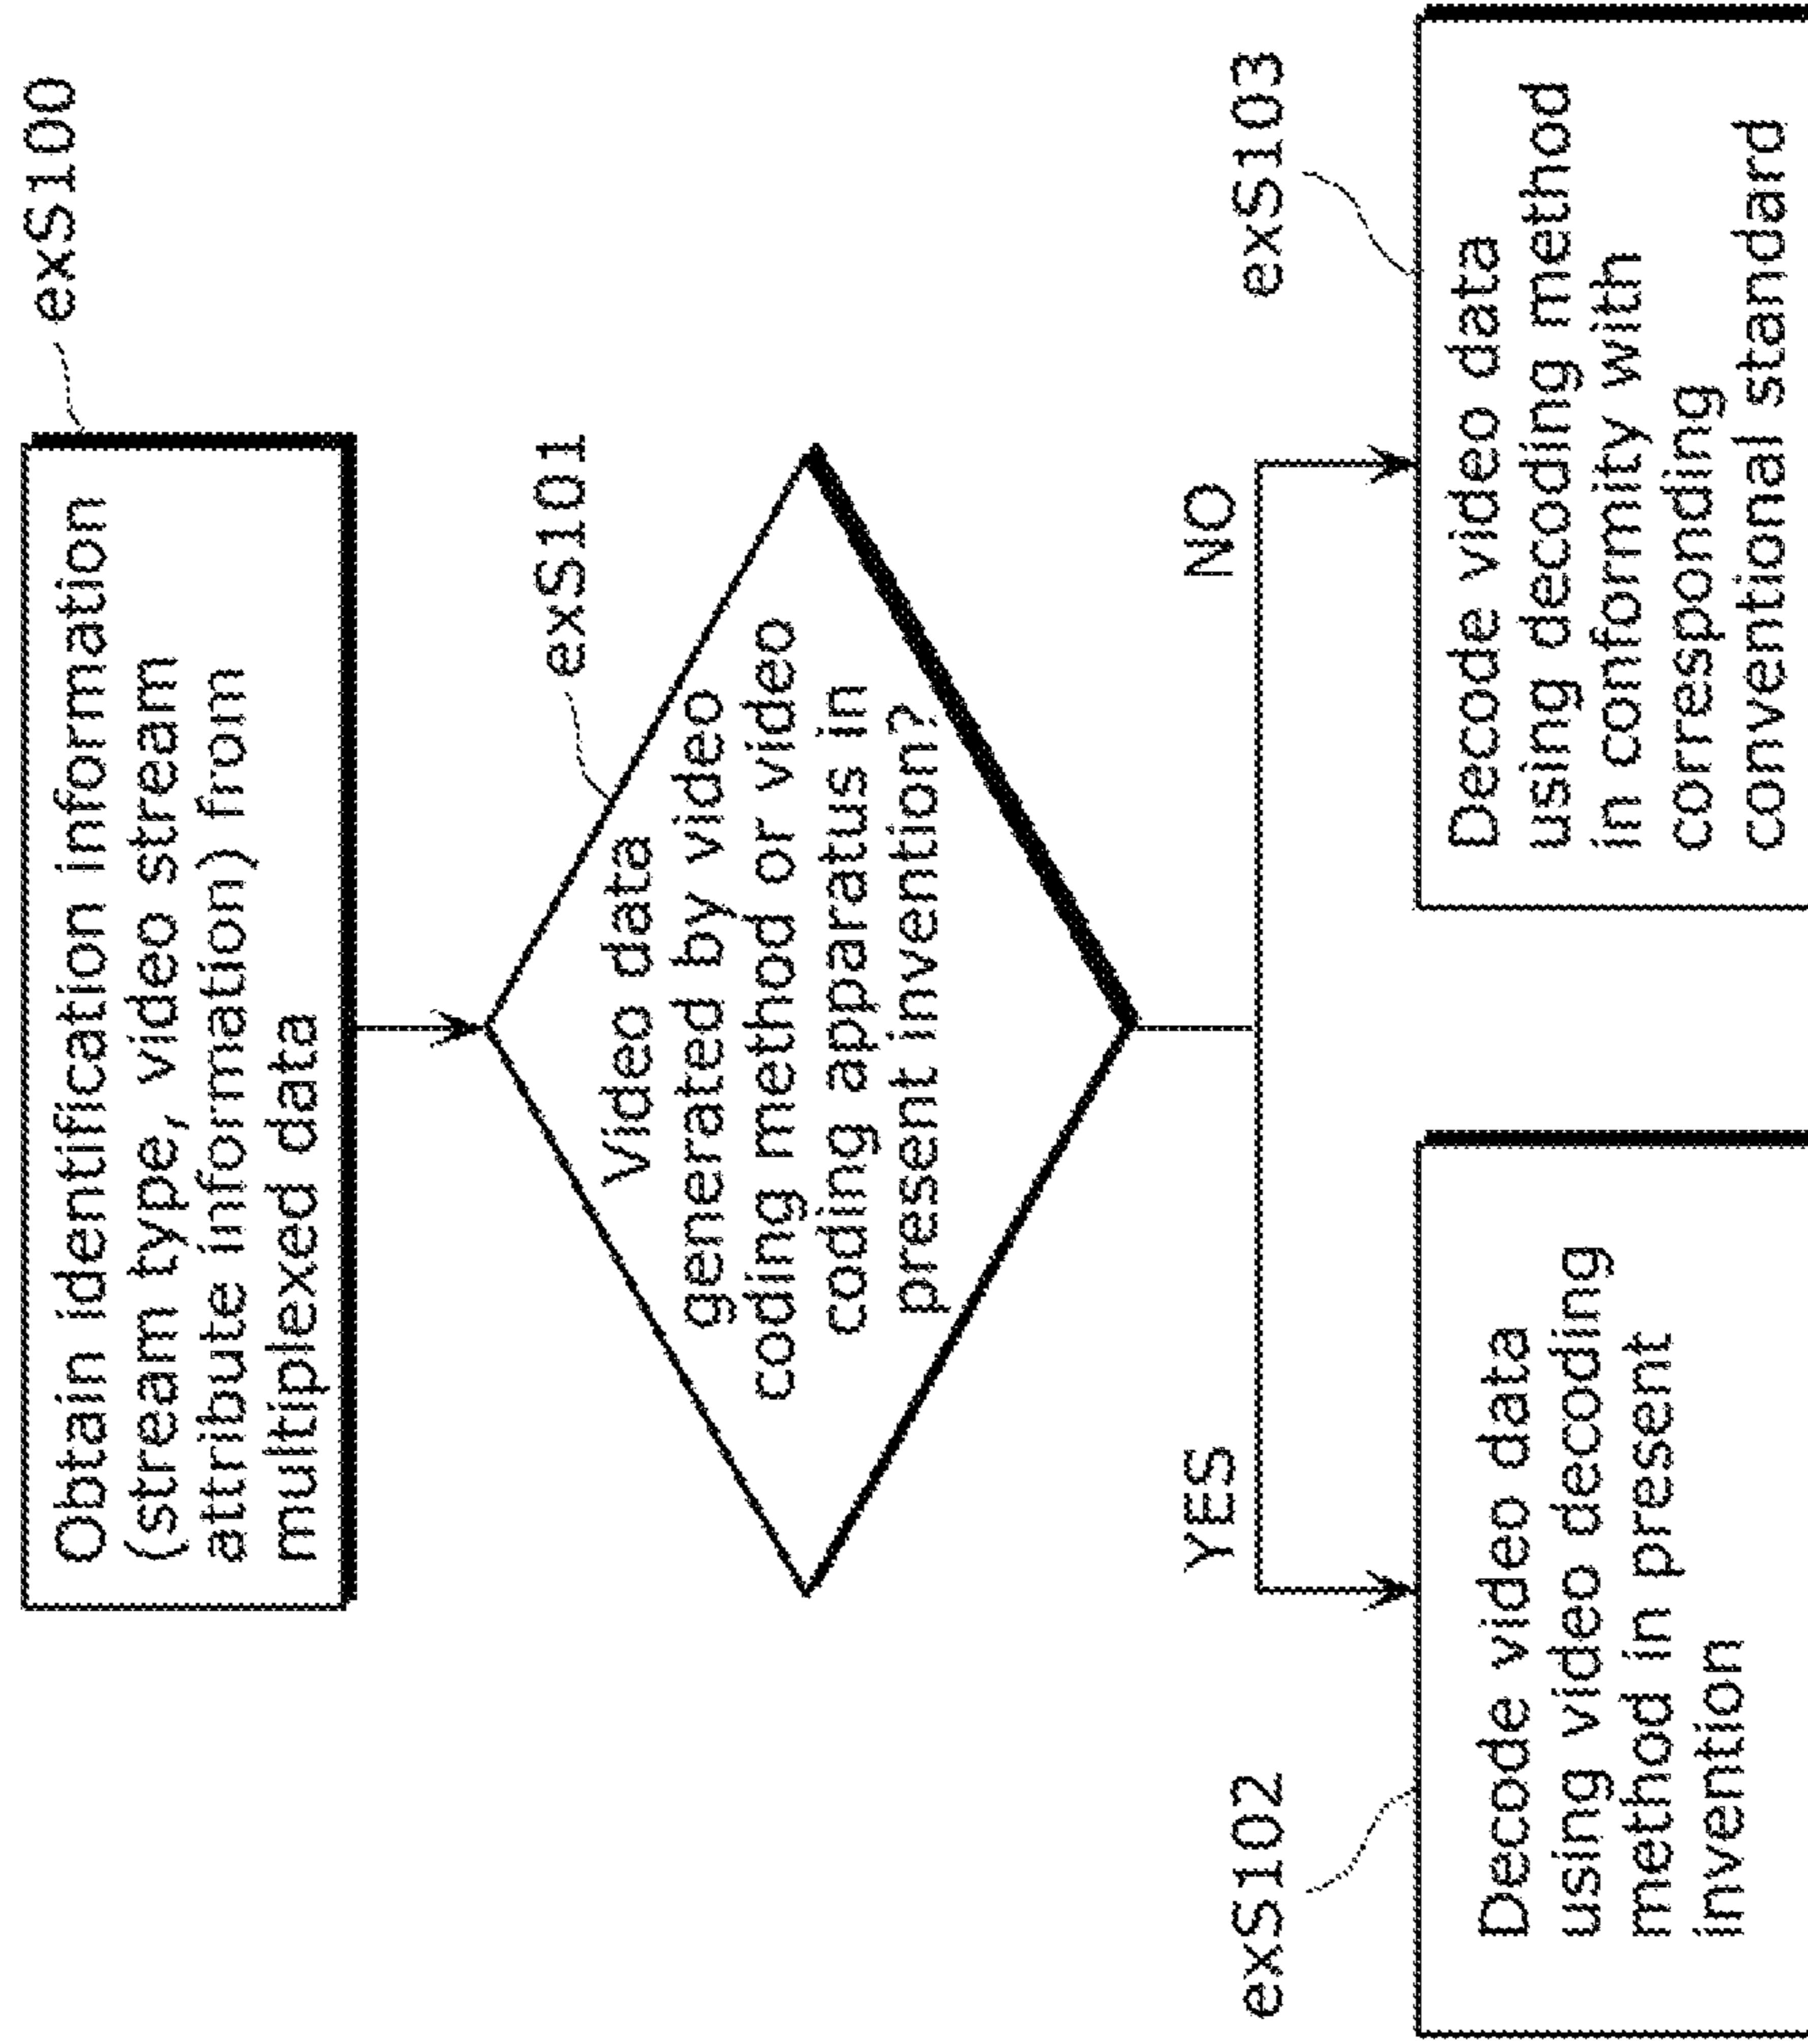 exS100
Obtain identification information
(stream type, video stream
attribute information) from
multiplexed data
exS101
Video data
generated by video
coding method or video
coding apparatus in
present invention?
YES
NO
exS102
Decode video data
using video decoding
method in present
invention
exS103
Decode video data
using decoding method
in conformity with
corresponding
conventional standard